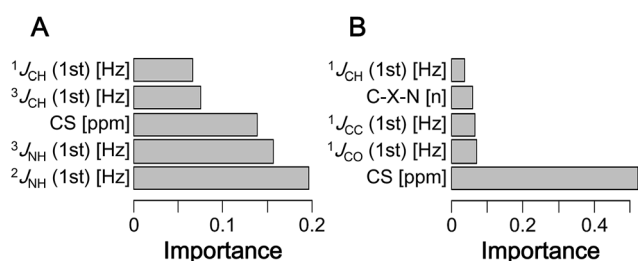 A
¹J_CH (1st) [Hz]
³J_CH (1st) [Hz]
CS [ppm]
³J_NH (1st) [Hz]
²J_NH (1st) [Hz]
0 0.1 0.2
Importance
B
¹J_CH (1st) [Hz]
C-X-N [n]
¹J_CC (1st) [Hz]
¹J_CO (1st) [Hz]
CS [ppm]
0 0.2 0.4
Importance